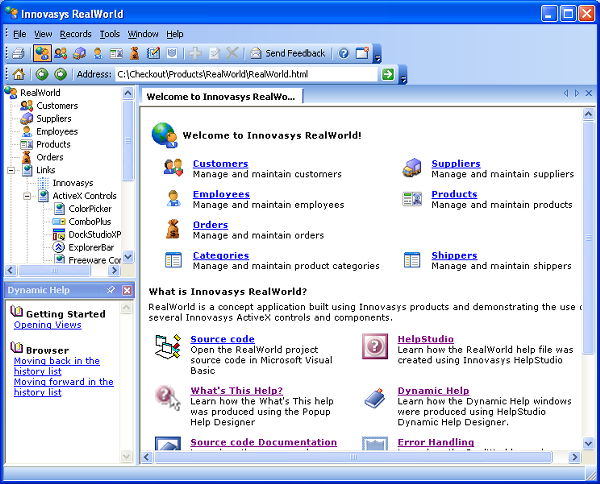 Innovasys RealWorld
File View Records Tools Window Help
Send Feedback
Address: C:\Checkout\Products\RealWorld\RealWorld.html
RealWorld
Customers
Suppliers
Employees
Products
Orders
Links
Innovasys
ActiveX Controls
ColorPicker
ComboPlus
DockStudioXP
ExplorerBar
Freeware Con
Dynamic Help
Getting Started
Opening Views
Browser
Moving back in the
history list
Moving forward in the
history list
Welcome to Innovasys RealWo...
Welcome to Innovasys RealWorld!
Customers
Manage and maintain customers
Suppliers
Manage and maintain suppliers
Employees
Manage and maintain employees
Products
Manage and maintain products
Orders
Manage and maintain orders
Categories
Manage and maintain product categories
Shippers
Manage and maintain shippers
What is Innovasys RealWorld?
RealWorld is a concept application built using Innovasys products and demonstrating the use o
several Innovasys ActiveX controls and components.
Source code
Open the RealWorld project
source code in Microsoft Visual
Basic
HelpStudio
Learn how the RealWorld help file was
created using Innovasys HelpStudio
What's This Help?
Learn how the What's This help
was produced using the Popup
Help Designer
Dynamic Help
Learn how the Dynamic Help windows
were produced using HelpStudio
Dynamic Help Designer.
Source code Documentation
Error Handling